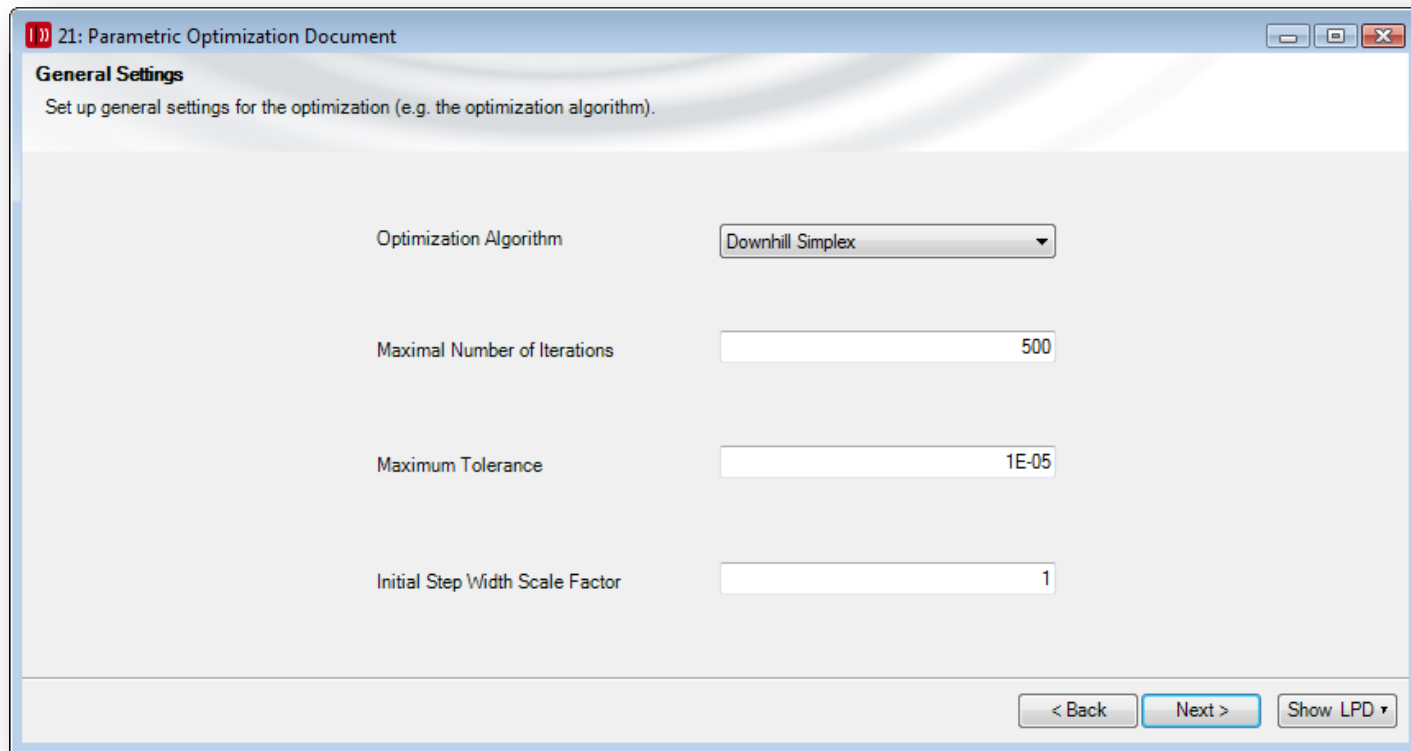 21: Parametric Optimization Document
General Settings
Set up general settings for the optimization (e.g. the optimization algorithm).
Optimization Algorithm
Downhill Simplex
Maximal Number of Iterations
500
Maximum Tolerance
1E-05
Initial Step Width Scale Factor
1
< Back
Next >
Show LPD